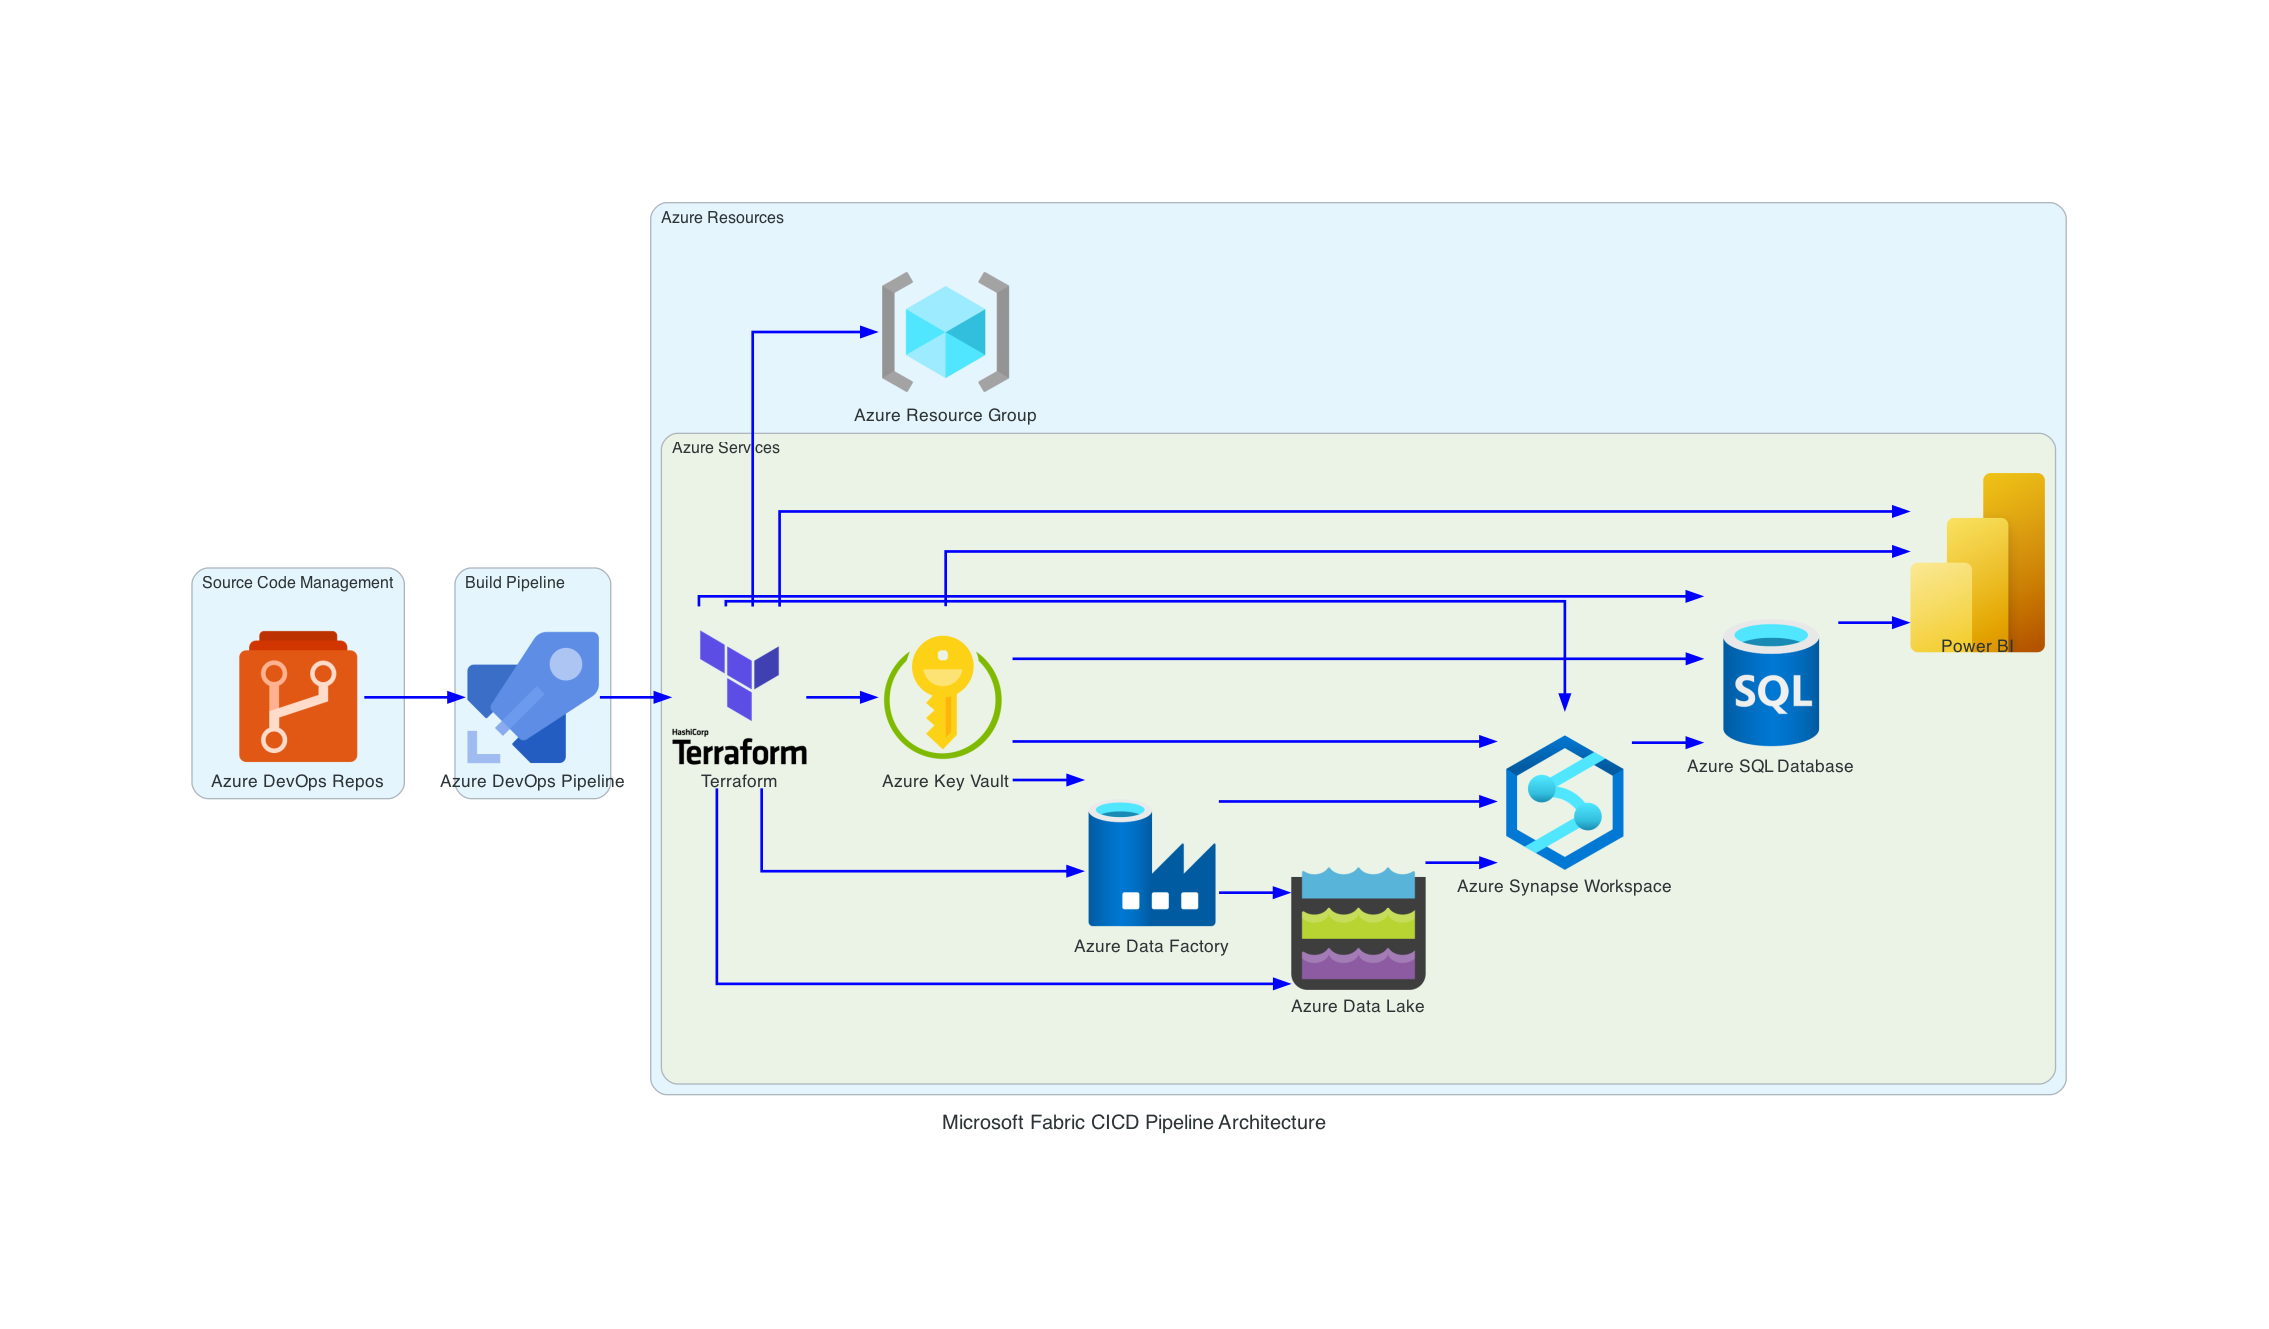 Azure Resources
Azure Resource Group
Azure Services
Source Code Management
Build Pipeline
Power BI
SQL
HashiCorp
Terraform
Azure SQL Database
Azure DevOps Repos
Azure DevOps Pipeline
Terraform
Azure Key Vault
Azure Synapse Workspace
Azure Data Factory
Azure Data Lake
Microsoft Fabric CICD Pipeline Architecture